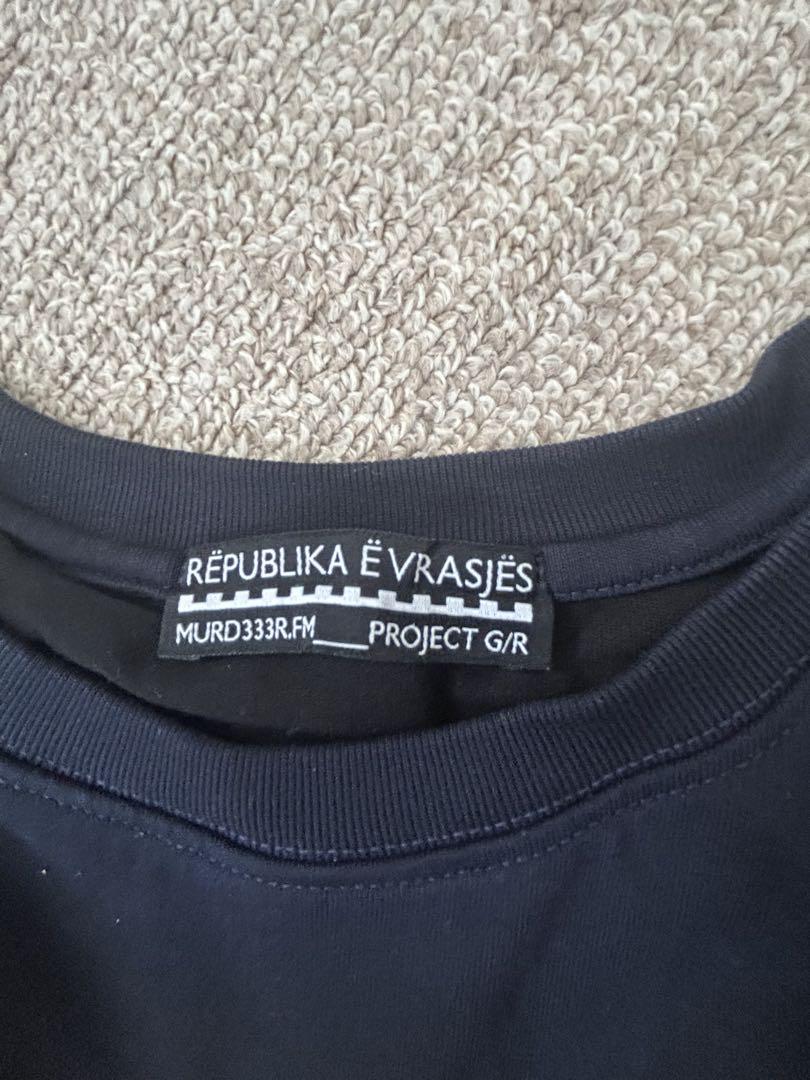 RËPUBLIKA Ë VRASJËS
MURD333R.FM____PROJECT G/R